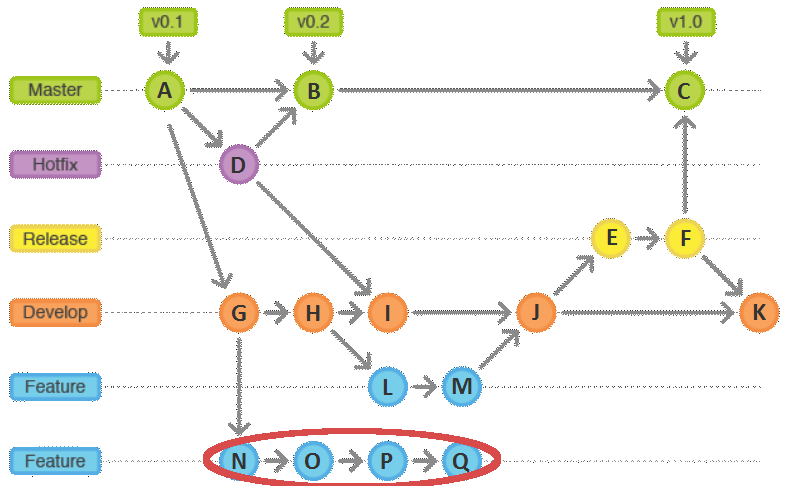 v0.1 v0.2 v1.0
Master A B C
Hotfix D
Release E F
Develop G H I J K
Feature L M
Feature N O P Q